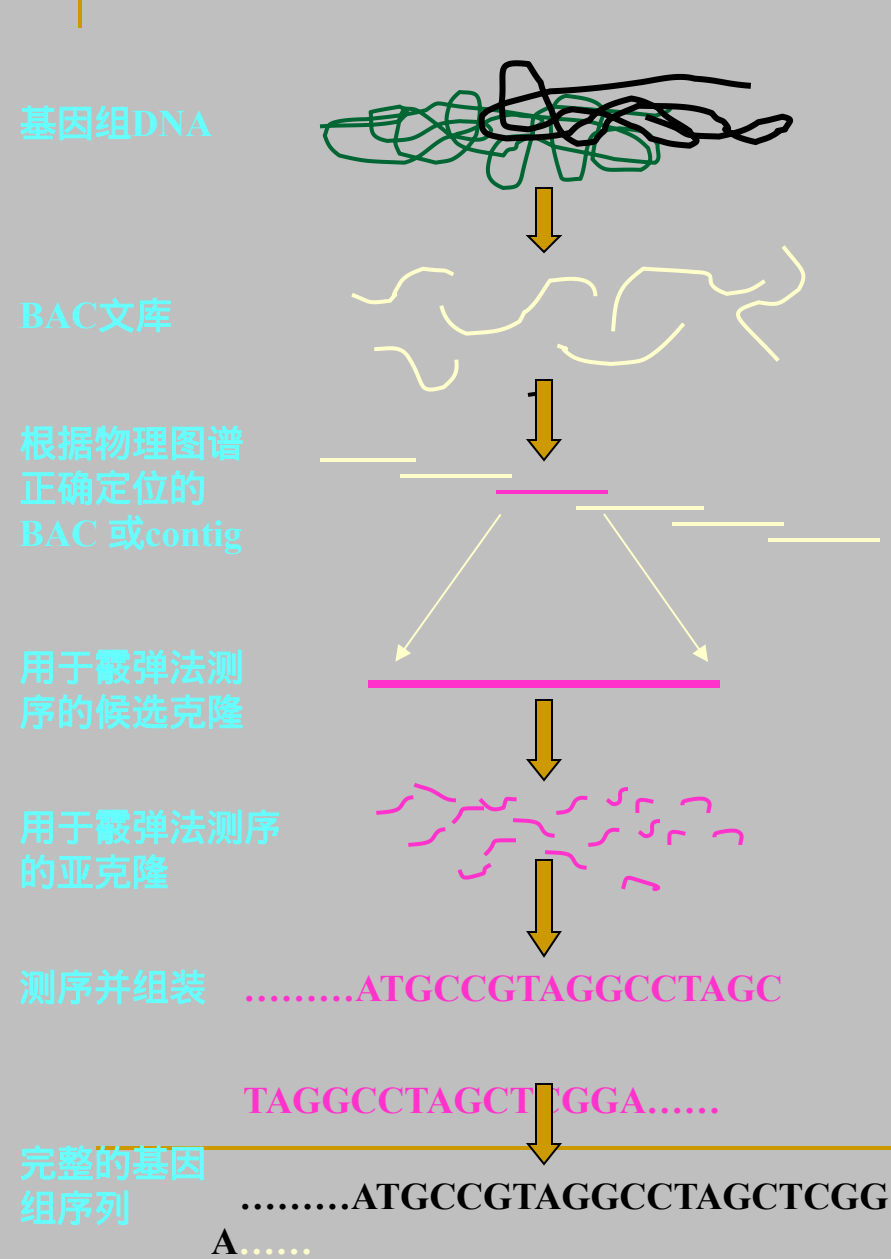 基因组DNA
BAC文库
根据物理图谱
正确定位的
BAC 或contig
用于霰弹法测
序的候选克隆
用于霰弹法测序
的亚克隆
测序并组装
………ATGCCGTAGGCCTAGC
TAGGCCTAGCTCGGA……
完整的基因
组序列
………ATGCCGTAGGCCTAGCTCGG
A……